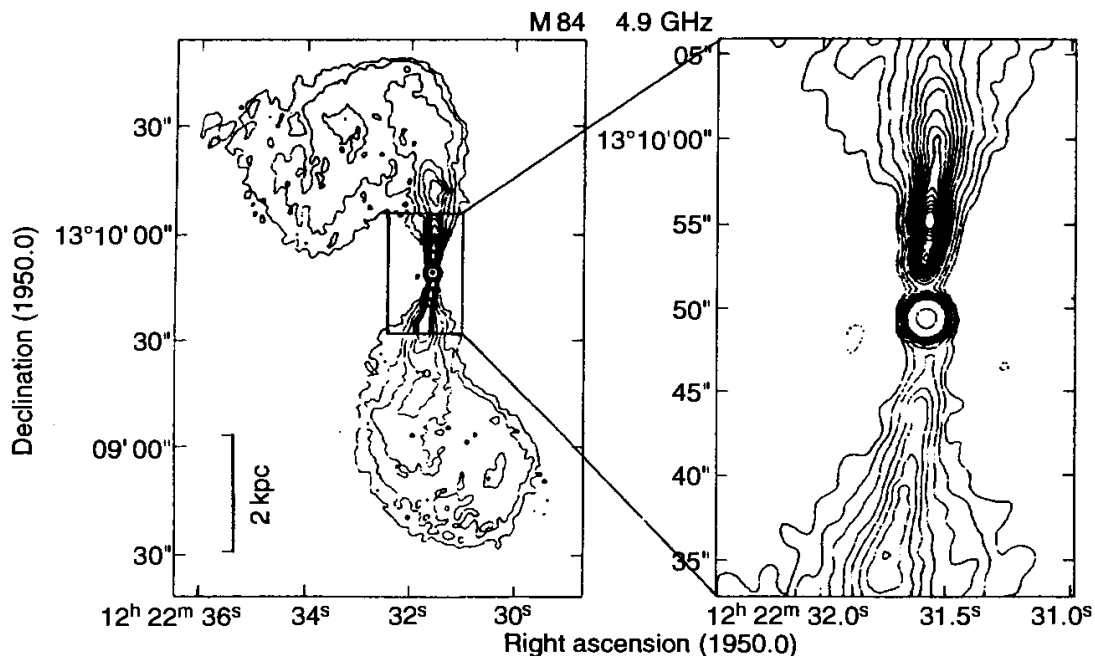 M 84 4.9 GHz
30"
13°10' 00"
30"
09' 00"
30"
Declination (1950.0)
2 kpc
12ʰ 22ᵐ 36ˢ 34ˢ 32ˢ 30ˢ
05"
13°10' 00"
55"
50"
45"
40"
35"
12ʰ 22ᵐ 32.0ˢ 31.5ˢ 31.0ˢ
Right ascension (1950.0)